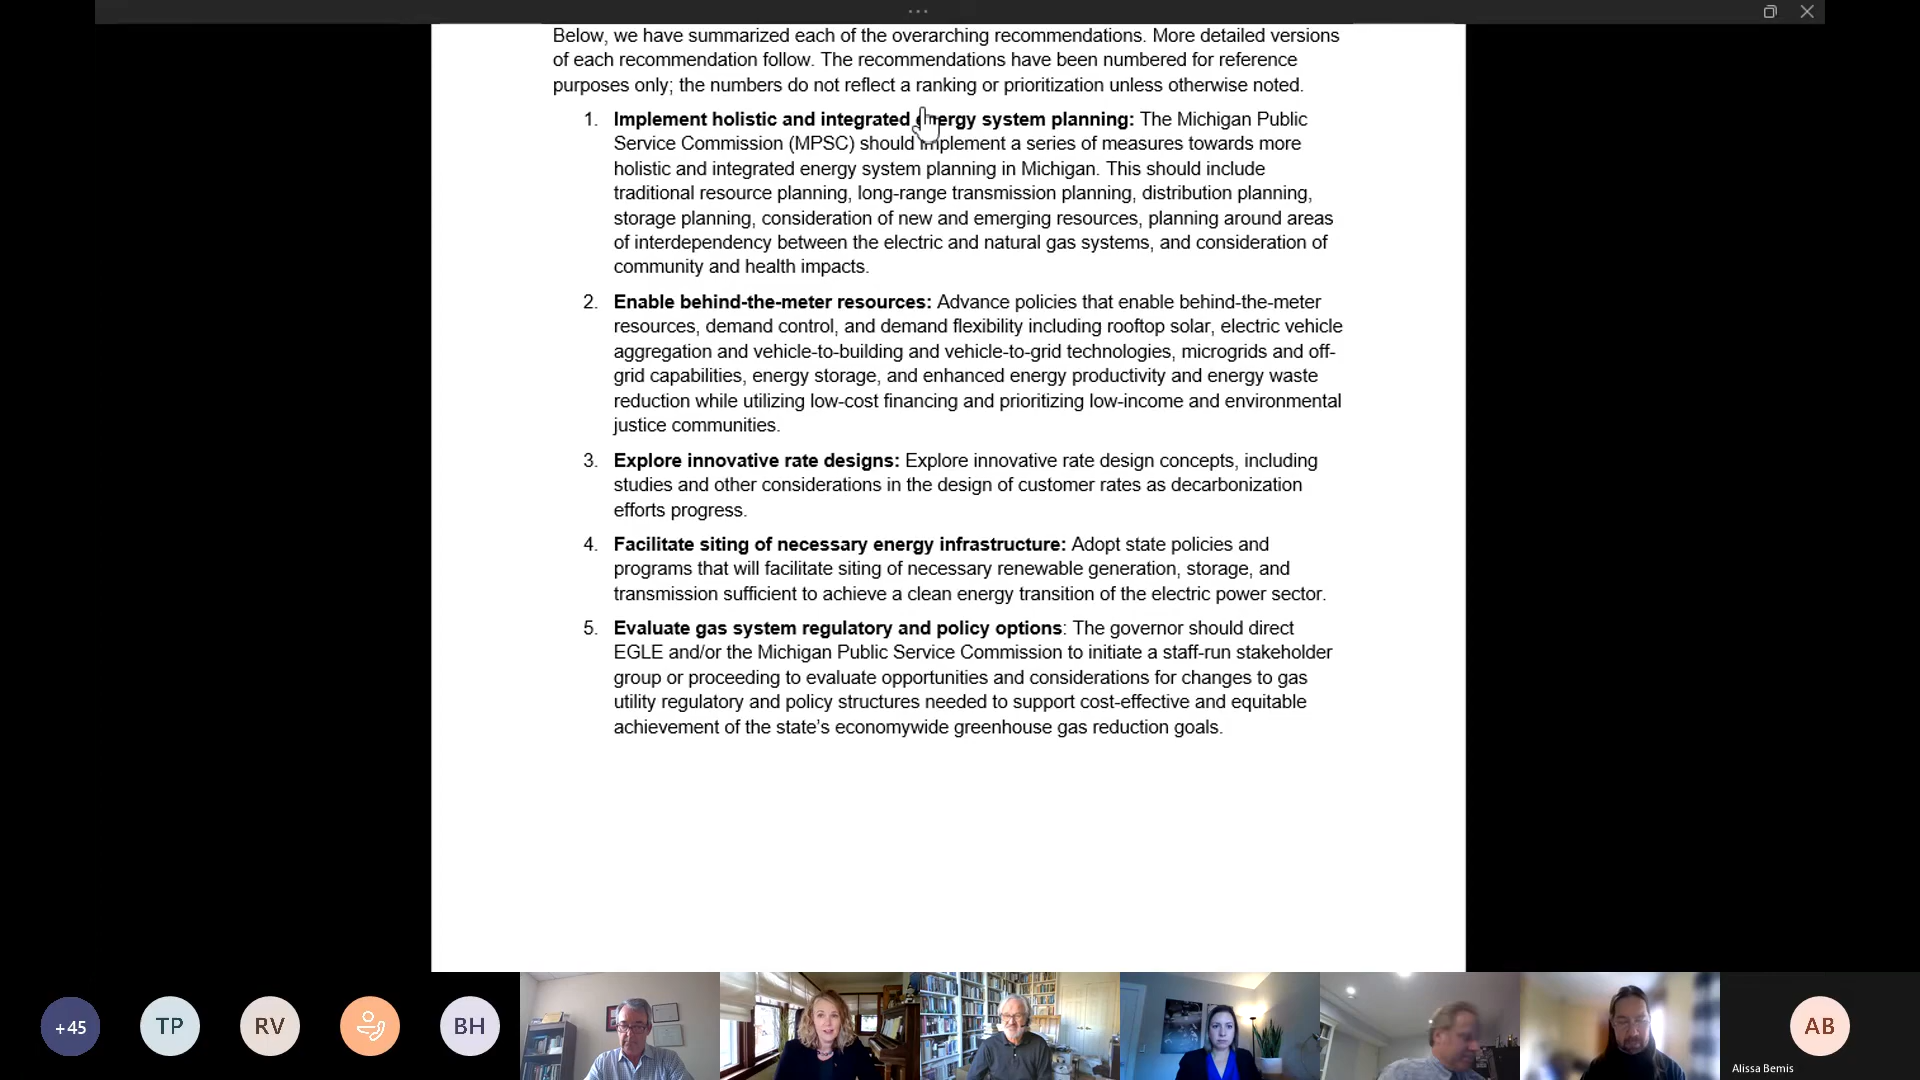 Below, we have summarized each of the overarching recommendations. More detailed versions
of each recommendation follow. The recommendations have been numbered for reference
purposes only; the numbers do not reflect a ranking or prioritization unless otherwise noted.
1. Implement holistic and integrated energy system planning: The Michigan Public
Service Commission (MPSC) should implement a series of measures towards more
holistic and integrated energy system planning in Michigan. This should include
traditional resource planning, long-range transmission planning, distribution planning,
storage planning, consideration of new and emerging resources, planning around areas
of interdependency between the electric and natural gas systems, and consideration of
community and health impacts.
2. Enable behind-the-meter resources: Advance policies that enable behind-the-meter
resources, demand control, and demand flexibility including rooftop solar, electric vehicle
aggregation and vehicle-to-building and vehicle-to-grid technologies, microgrids and off-
grid capabilities, energy storage, and enhanced energy productivity and energy waste
reduction while utilizing low-cost financing and prioritizing low-income and environmental
justice communities.
3. Explore innovative rate designs: Explore innovative rate design concepts, including
studies and other considerations in the design of customer rates as decarbonization
efforts progress.
4. Facilitate siting of necessary energy infrastructure: Adopt state policies and
programs that will facilitate siting of necessary renewable generation, storage, and
transmission sufficient to achieve a clean energy transition of the electric power sector.
5. Evaluate gas system regulatory and policy options: The governor should direct
EGLE and/or the Michigan Public Service Commission to initiate a staff-run stakeholder
group or proceeding to evaluate opportunities and considerations for changes to gas
utility regulatory and policy structures needed to support cost-effective and equitable
achievement of the state's economywide greenhouse gas reduction goals.
+45
TP
RV
BH
AB
Alissa Bemis